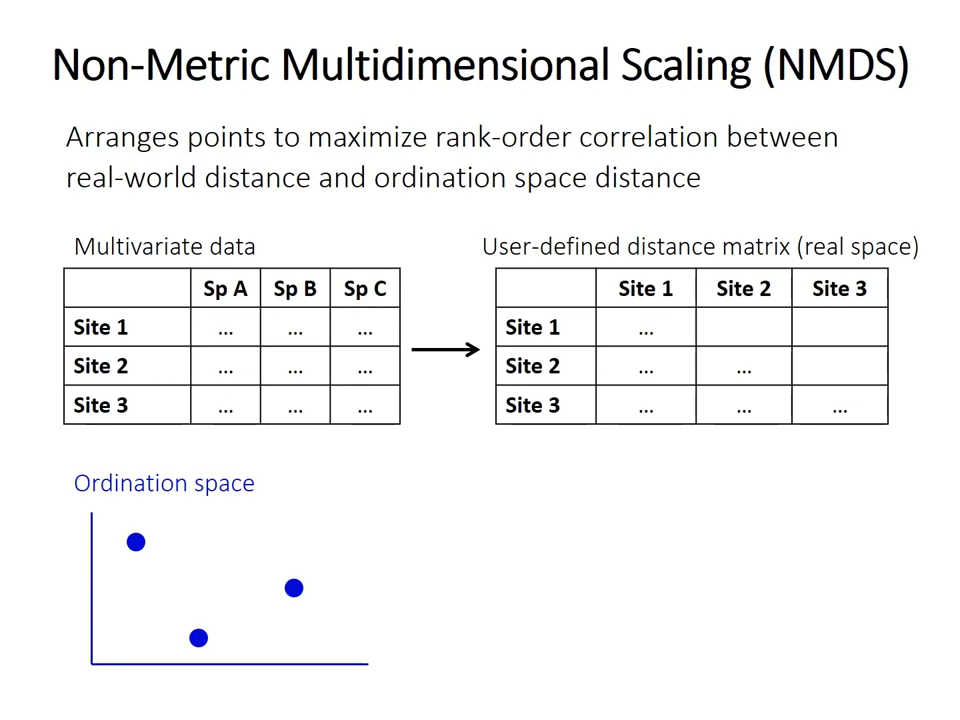 Non-Metric Multidimensional Scaling (NMDS)
Arranges points to maximize rank-order correlation between
real-world distance and ordination space distance
Multivariate data
Sp A Sp B Sp C
Site 1 ... ... ...
Site 2 ... ... ...
Site 3 ... ... ...
User-defined distance matrix (real space)
Site 1 Site 2 Site 3
Site 1 ...
Site 2 ... ...
Site 3 ... ... ...
Ordination space